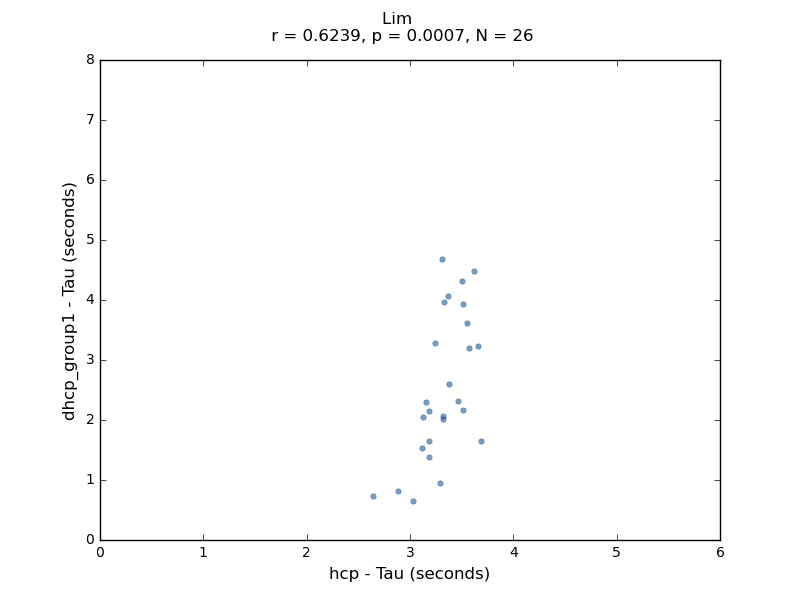 Lim
r = 0.6239, p = 0.0007, N = 26
8
7
6
5
4
3
2
1
0
dhcp_group1 - Tau (seconds)
0 1 2 3 4 5 6
hcp - Tau (seconds)